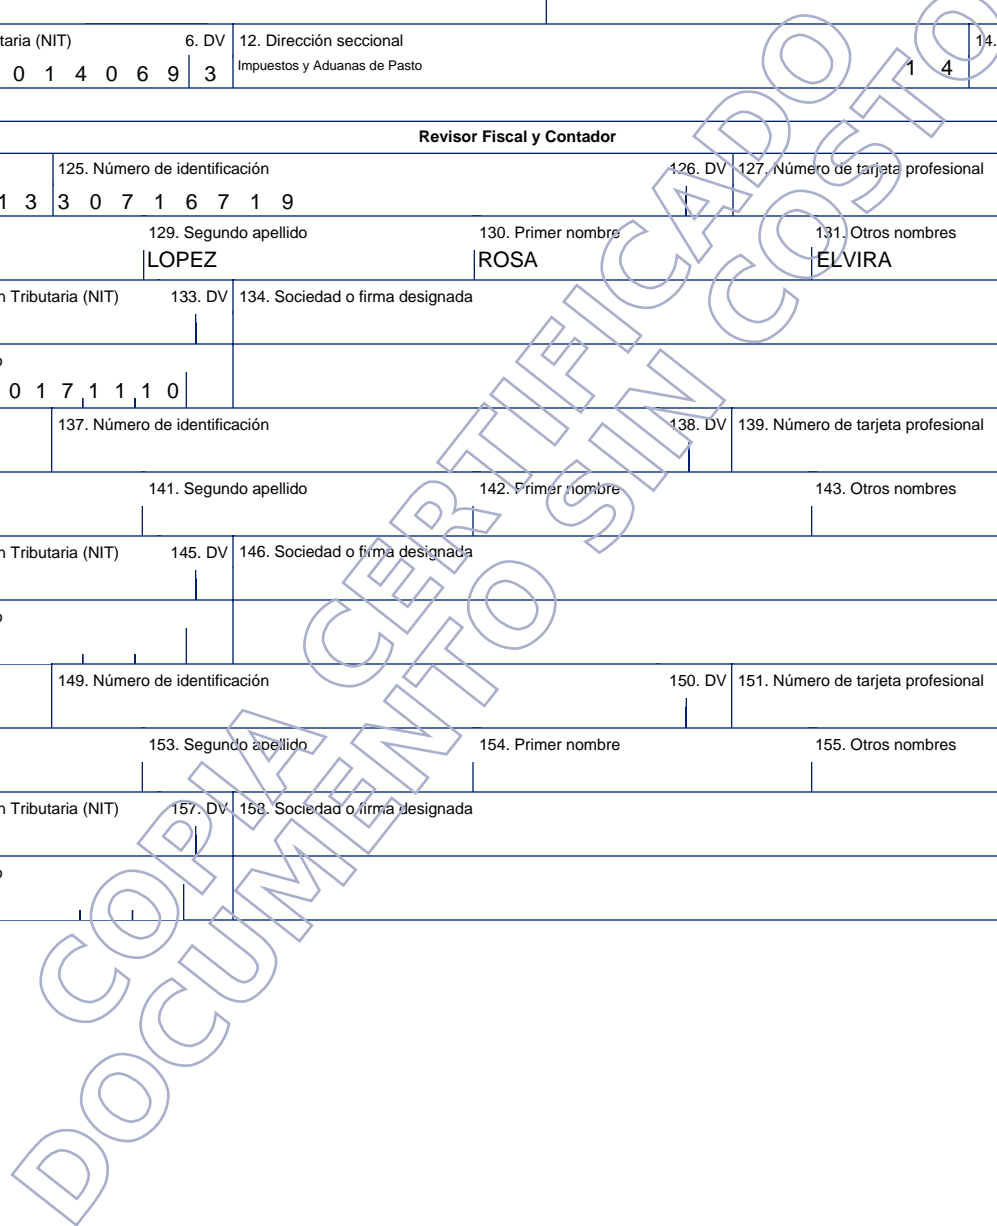 taria (NIT) 6. DV 12. Dirección seccional 14.
0 1 4 0 6 9 3 Impuestos y Aduanas de Pasto 1 4
Revisor Fiscal y Contador
125. Número de identificación 126. DV 127. Número de tarjeta profesional
1 3 3 0 7 1 6 7 1 9
129. Segundo apellido 130. Primer nombre 131. Otros nombres
LOPEZ ROSA ELVIRA
n Tributaria (NIT) 133. DV 134. Sociedad o firma designada
o
0 1 7 1 1 1 0
137. Número de identificación 138. DV 139. Número de tarjeta profesional
141. Segundo apellido 142. Primer nombre 143. Otros nombres
n Tributaria (NIT) 145. DV 146. Sociedad o firma designada
o
149. Número de identificación 150. DV 151. Número de tarjeta profesional
153. Segundo apellido 154. Primer nombre 155. Otros nombres
n Tributaria (NIT) 157. DV 158. Sociedad o firma designada
o
COPIA CERTIFICADO
DOCUMENTO SIN COSTO